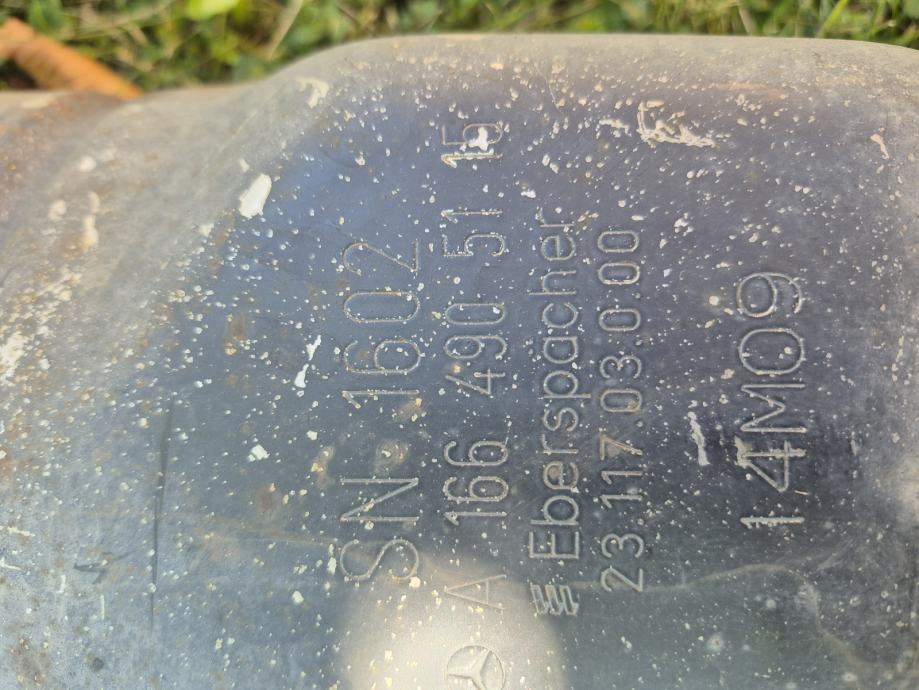 SN 1602
A 166 490 51 15
Eberspächer
23.117.03.0.00
14M09